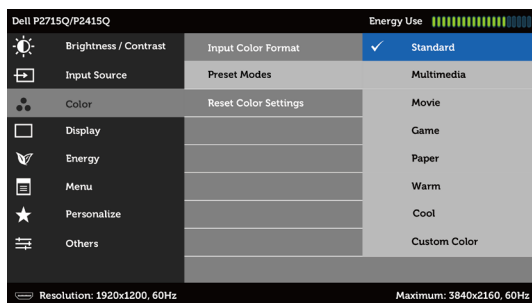 Dell P2715Q/P2415Q
Energy Use
Brightness / Contrast
Input Color Format
Standard
Input Source
Preset Modes
Multimedia
Color
Reset Color Settings
Movie
Display
Game
Energy
Paper
Menu
Warm
Personalize
Cool
Others
Custom Color
Resolution: 1920x1200, 60Hz
Maximum: 3840x2160, 60Hz